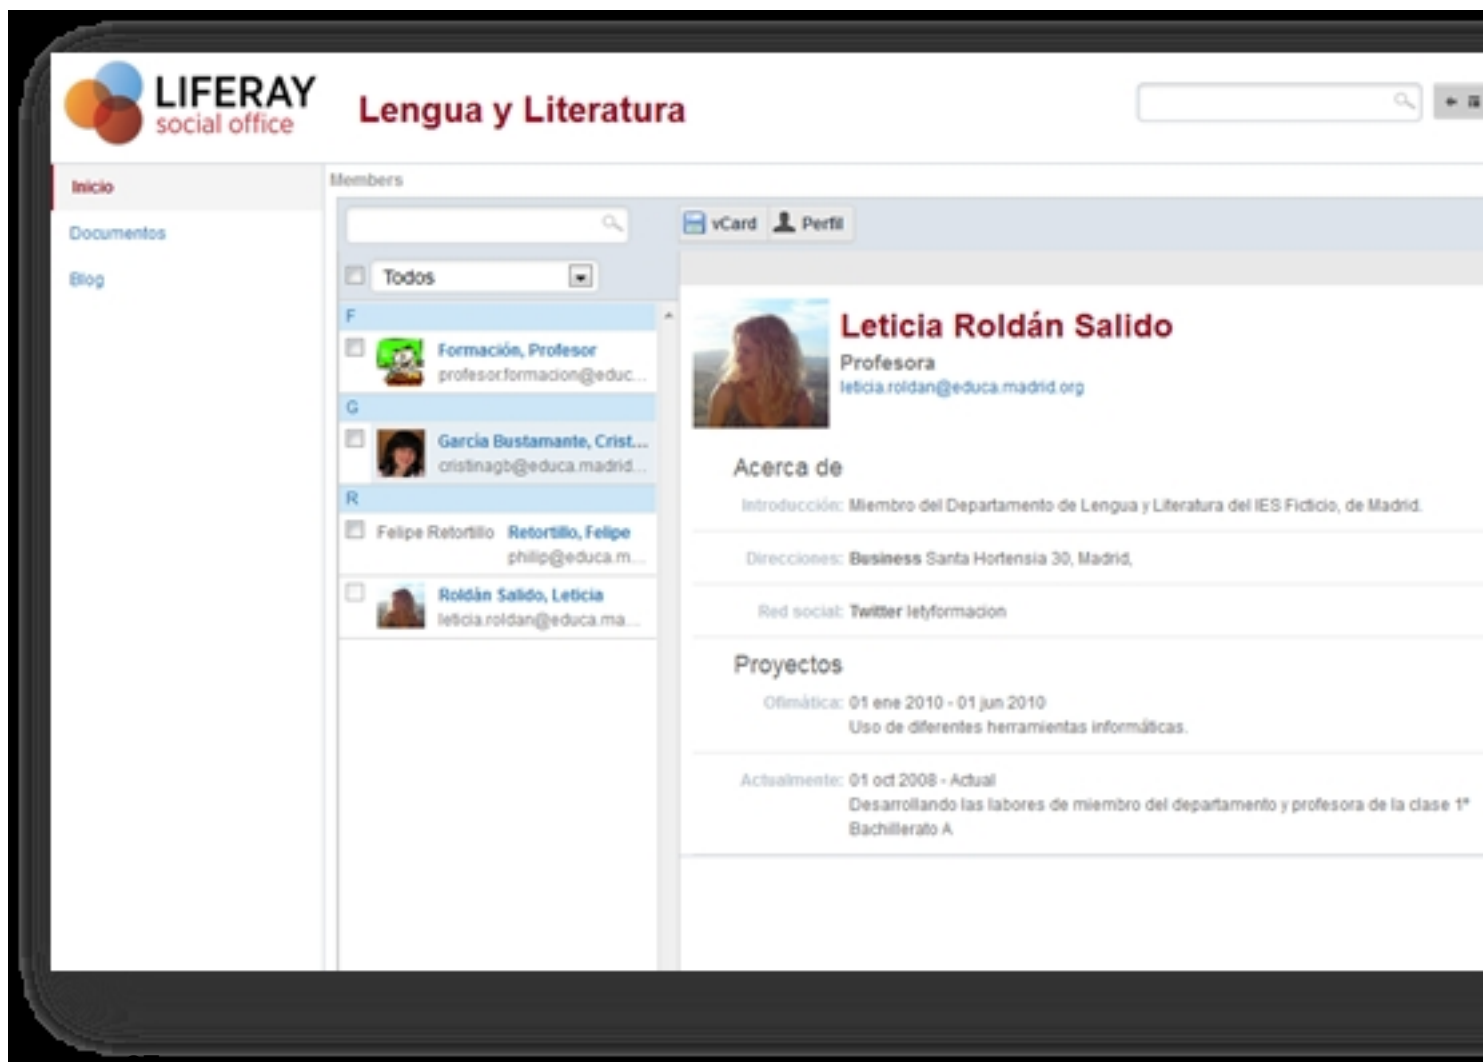 LIFERAY
social office
Lengua y Literatura
Inicio
Documentos
Blog
Members
Todos
F
Formación, Profesor
profesor.formacion@educ...
G
García Bustamante, Crist...
cristinagb@educa.madrid...
R
Felipe Retortillo Retortillo, Felipe
philip@educa.m...
Roldán Salido, Leticia
leticia.roldan@educa.ma...
vCard Perfil
Leticia Roldán Salido
Profesora
leticia.roldan@educa.madrid.org
Acerca de
Introducción: Miembro del Departamento de Lengua y Literatura del IES Ficticio, de Madrid.
Direcciones: Business Santa Hortensia 30, Madrid,
Red social: Twitter letyformacion
Proyectos
Ofimática: 01 ene 2010 - 01 jun 2010
Uso de diferentes herramientas informáticas.
Actualmente: 01 oct 2008 - Actual
Desarrollando las labores de miembro del departamento y profesora de la clase 1ª
Bachillerato A